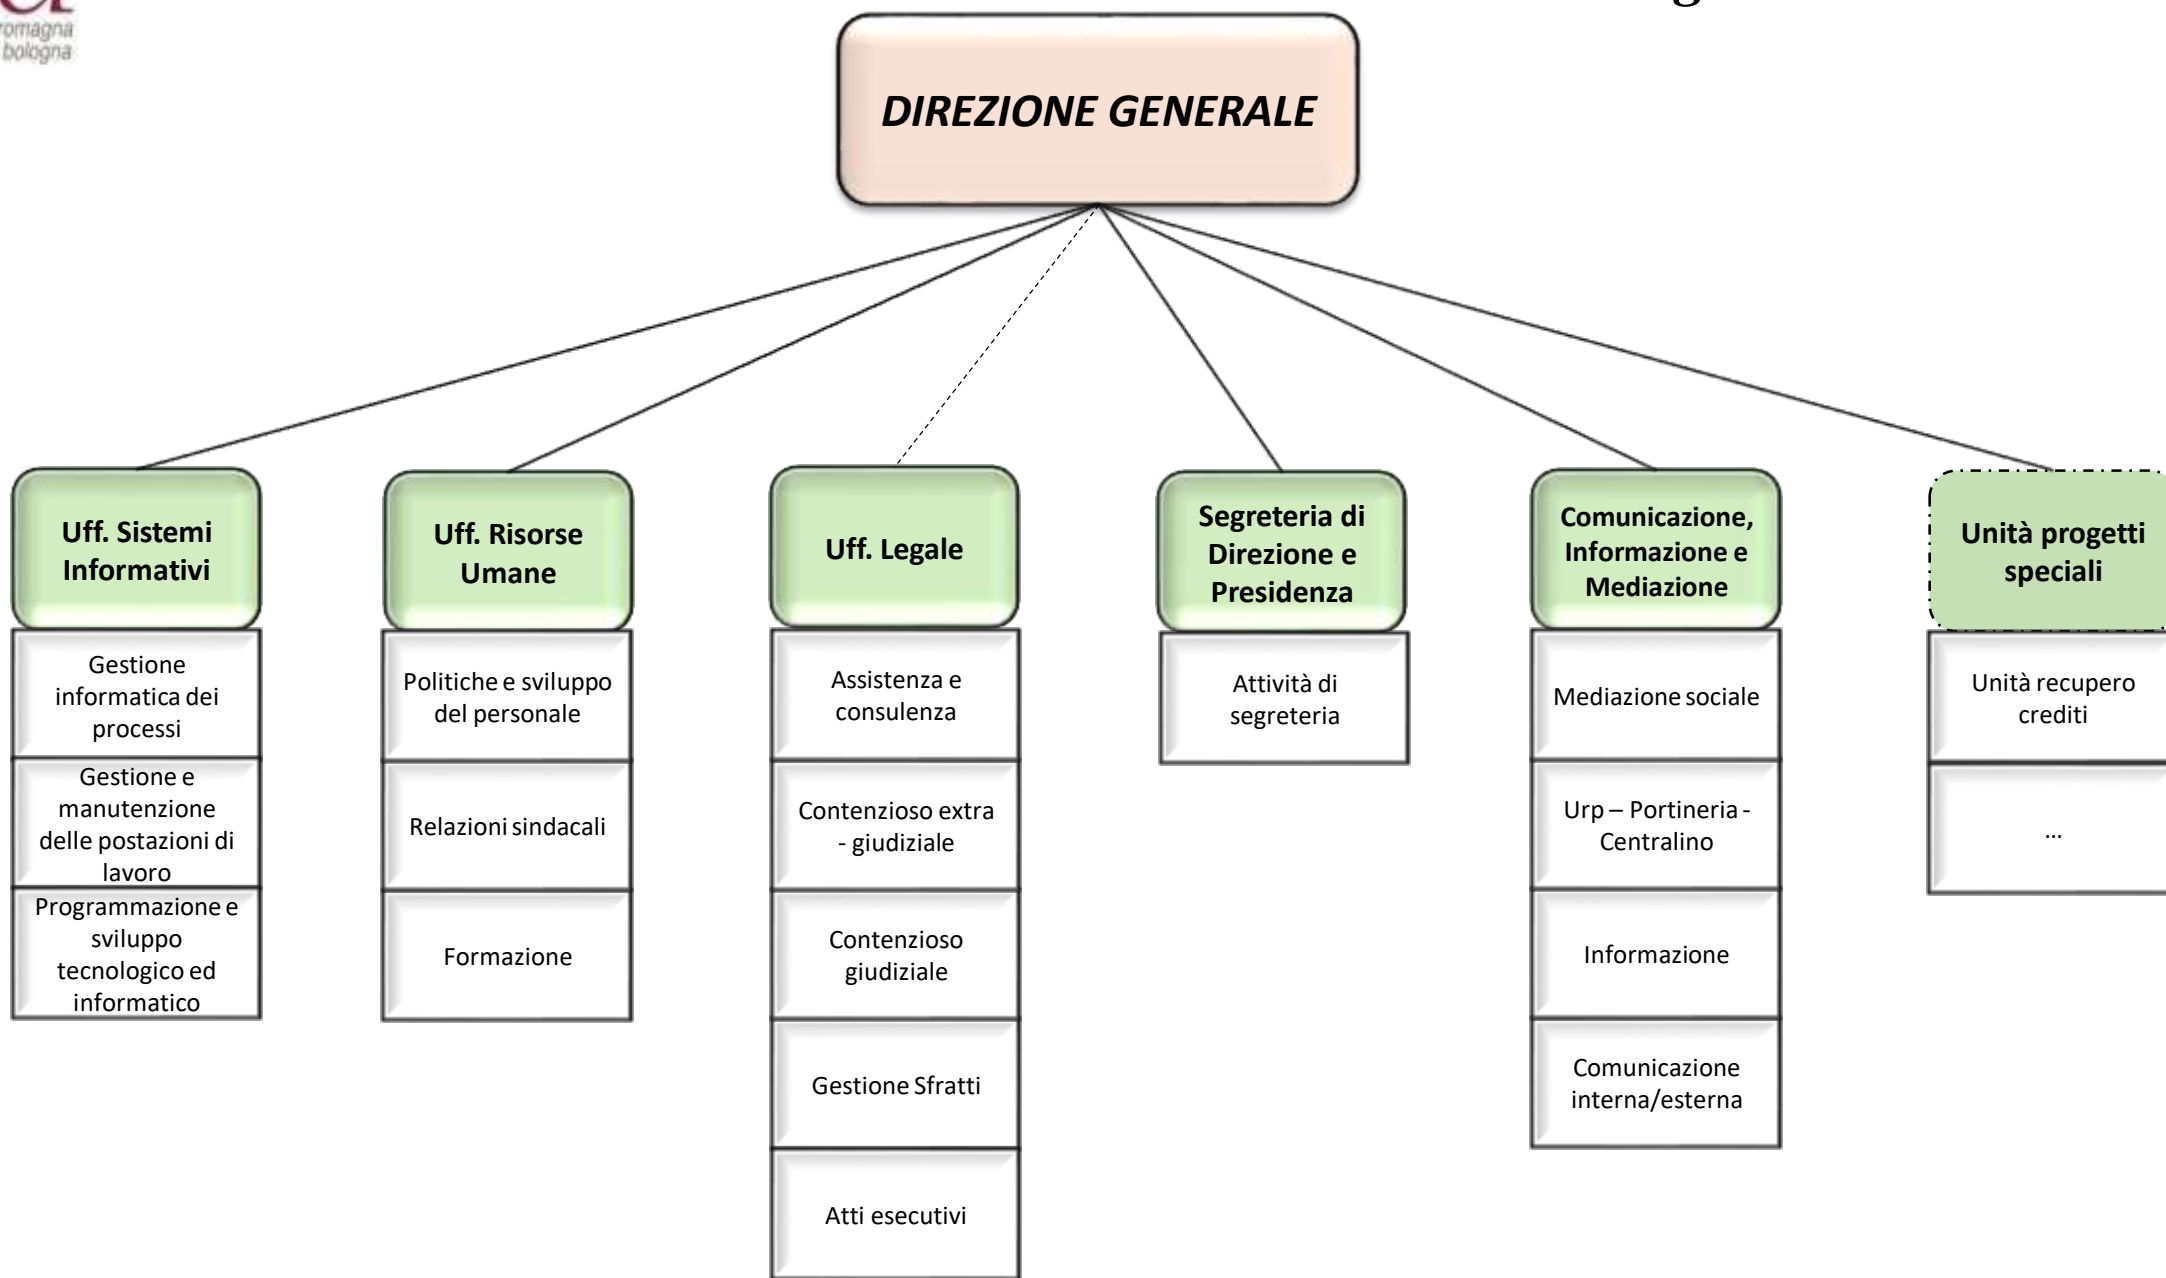 romagna
bologna
DIREZIONE GENERALE
Uff. Sistemi
Informativi
Gestione
informatica dei
processi
Gestione e
manutenzione
delle postazioni di
lavoro
Programmazione e
sviluppo
tecnologico ed
informatico
Uff. Risorse
Umane
Politiche e sviluppo
del personale
Relazioni sindacali
Formazione
Uff. Legale
Assistenza e
consulenza
Contenzioso extra
- giudiziale
Contenzioso
giudiziale
Gestione Sfratti
Atti esecutivi
Segreteria di
Direzione e
Presidenza
Attività di
segreteria
Comunicazione,
Informazione e
Mediazione
Mediazione sociale
Urp – Portineria -
Centralino
Informazione
Comunicazione
interna/esterna
Unità progetti
speciali
Unità recupero
crediti
...